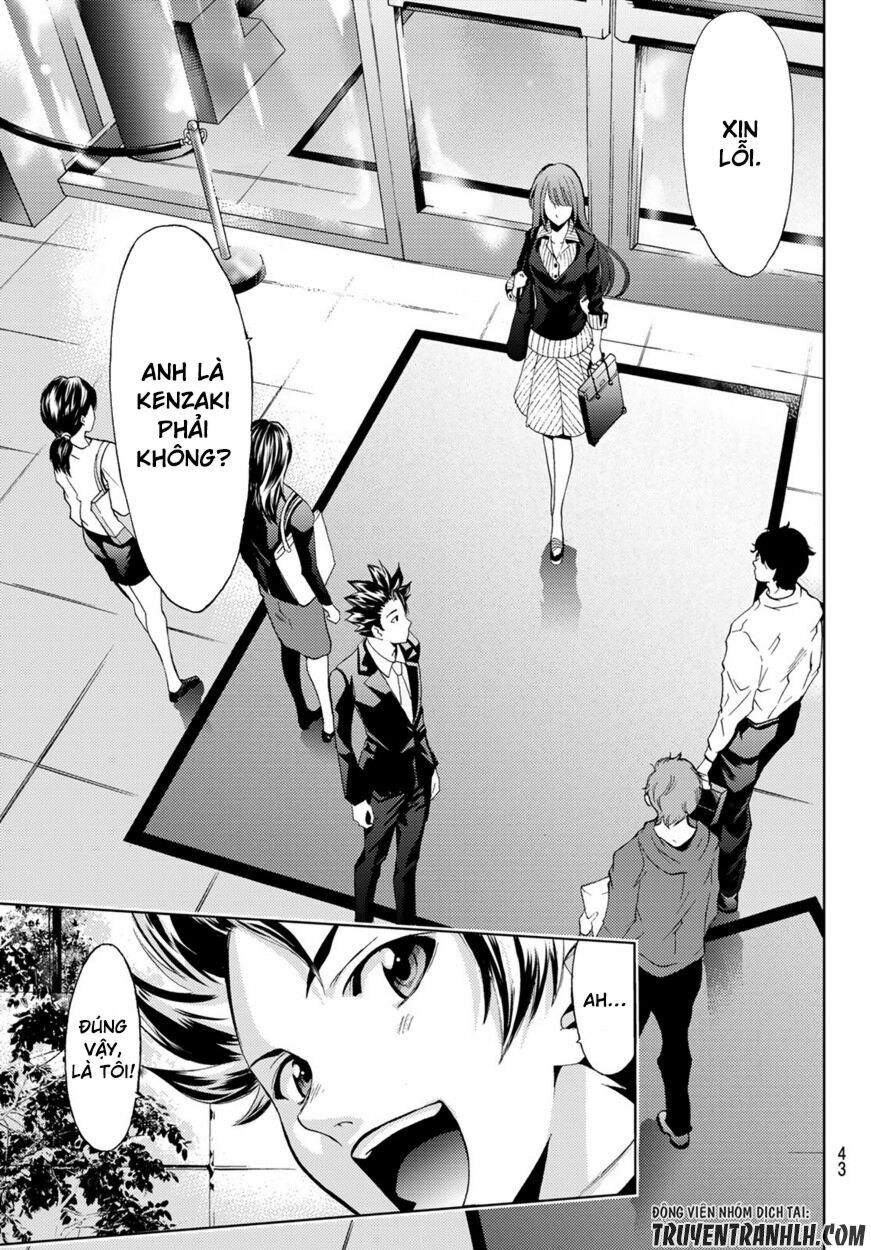 XIN
LỖI.
ANH LÀ
KENZAKI
PHẢI
KHÔNG?
AH...
ĐÚNG
VẬY,
LÀ TÔI!
43
ĐỘNG VIÊN NHÓM DỊCH TẠI:
TRUYENTRANHLH.COM